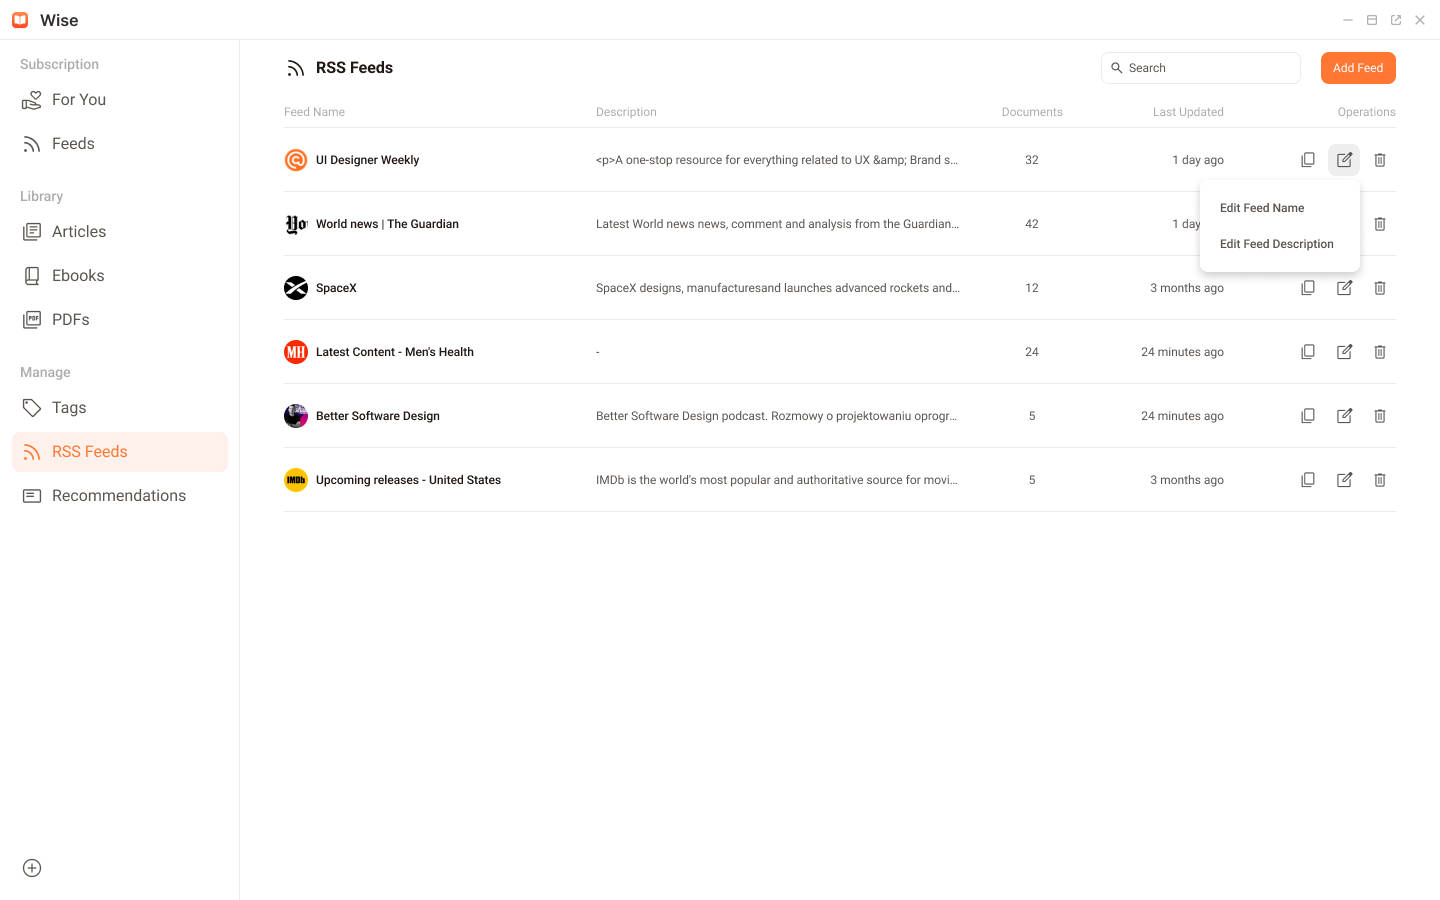 Wise
Subscription
For You
Feeds
Library
Articles
Ebooks
PDF
PDFs
Manage
Tags
RSS Feeds
Recommendations
RSS Feeds
Search
Add Feed
Feed Name Description Documents Last Updated Operations
UI Designer Weekly <p>A one-stop resource for everything related to UX &amp; Brand s... 32 1 day ago
World news | The Guardian Latest World news news, comment and analysis from the Guardian... 42 1 day
Edit Feed Name
Edit Feed Description
SpaceX SpaceX designs, manufacturesand launches advanced rockets and... 12 3 months ago
MH Latest Content - Men's Health - 24 24 minutes ago
Better Software Design Better Software Design podcast. Rozmowy o projektowaniu oprogr... 5 24 minutes ago
IMDb Upcoming releases - United States IMDb is the world's most popular and authoritative source for movi... 5 3 months ago